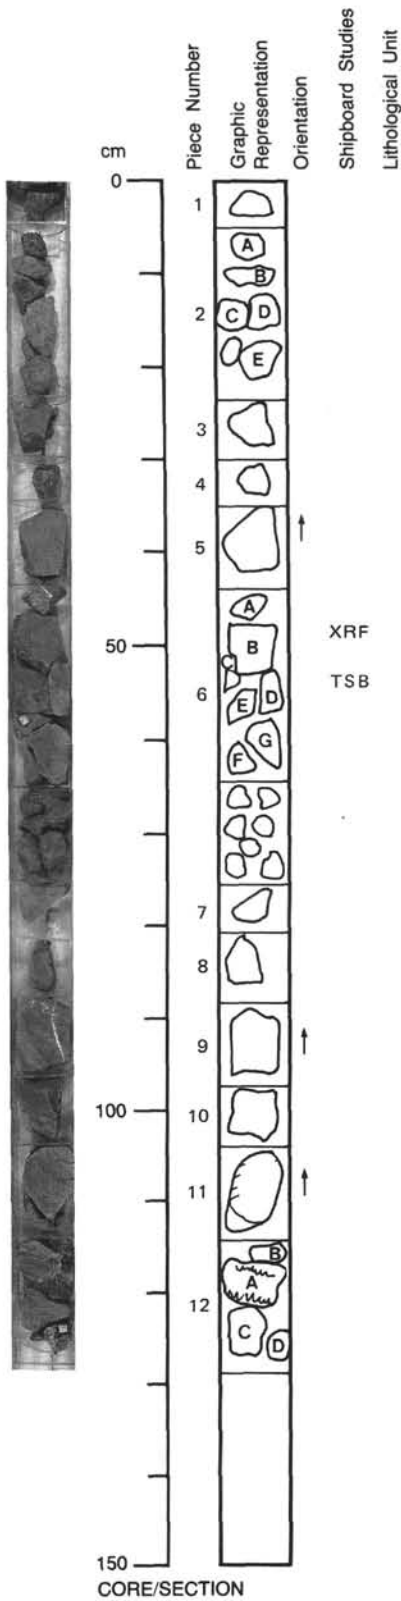 cm
Piece Number
Graphic
Representation
Orientation
Shipboard Studies
Lithological Unit
0
1
A
B
2
C
D
E
3
4
5
A
50
B
XRF
C
TSB
6
E
D
G
F
7
8
9
100
10
11
B
A
12
C
D
150
CORE/SECTION